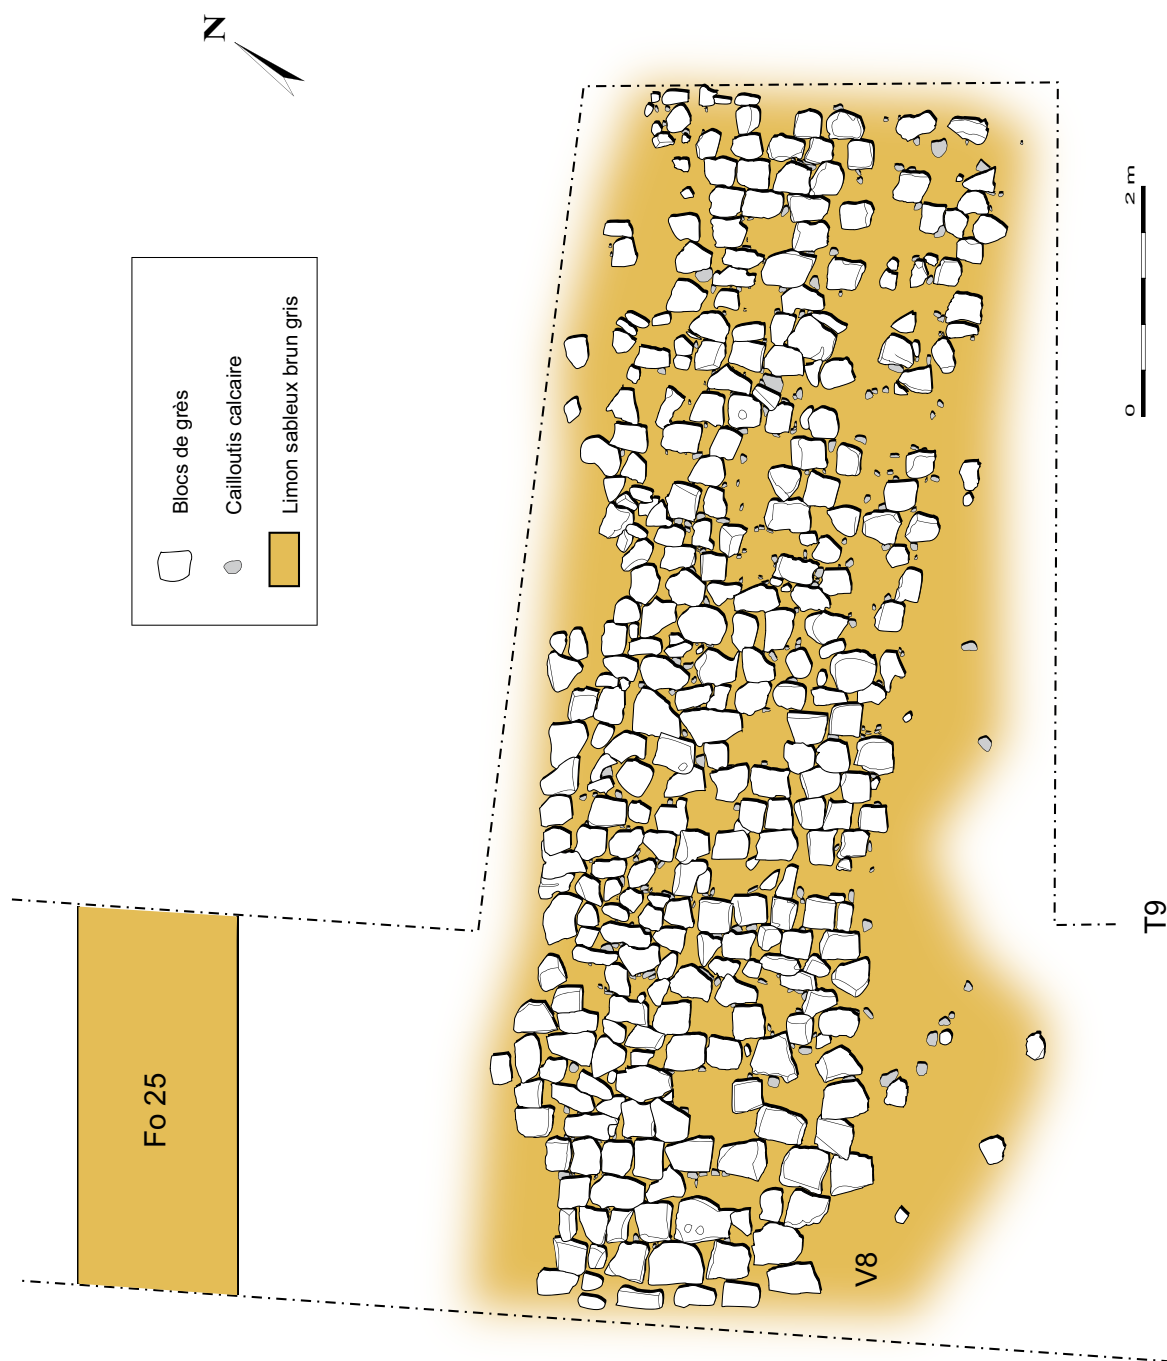 N
Blocs de grès
Cailloutis calcaire
Limon sableux brun gris
0
2 m
Fo 25
V8
T9